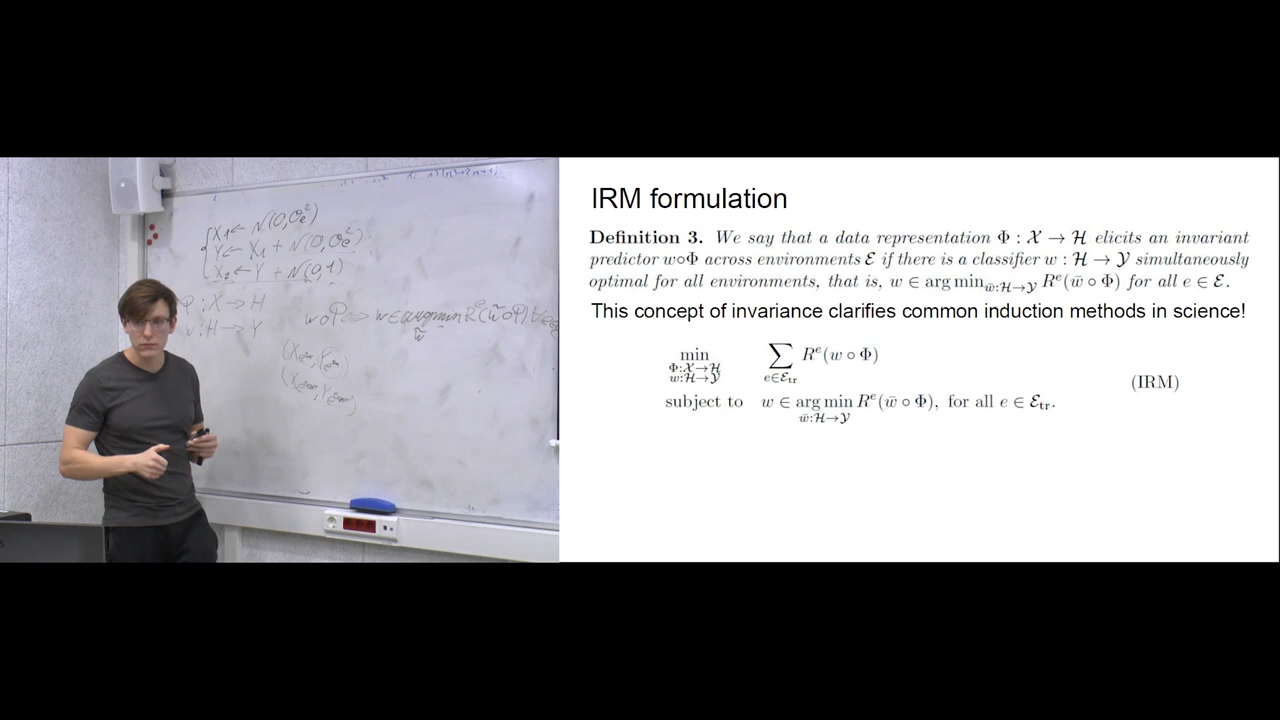 X₁ ← N(0, σe²)
Y ← X₁ + N(0, σe²)
X₂ ← Y + N(0,1)
Φ : X → H
w : H → Y
IRM formulation
Definition 3. We say that a data representation Φ : 𝒳 → ℋ elicits an invariant
predictor w∘Φ across environments ℰ if there is a classifier w : ℋ → 𝒴 simultaneously
optimal for all environments, that is, w ∈ arg min_{w̄:ℋ→𝒴} Rᵉ(w̄ ∘ Φ) for all e ∈ ℰ.
This concept of invariance clarifies common induction methods in science!
min_{Φ:𝒳→ℋ, w:ℋ→𝒴} ∑_{e∈ℰ_tr} Rᵉ(w ∘ Φ)
(IRM)
subject to w ∈ arg min_{w̄:ℋ→𝒴} Rᵉ(w̄ ∘ Φ), for all e ∈ ℰ_tr.